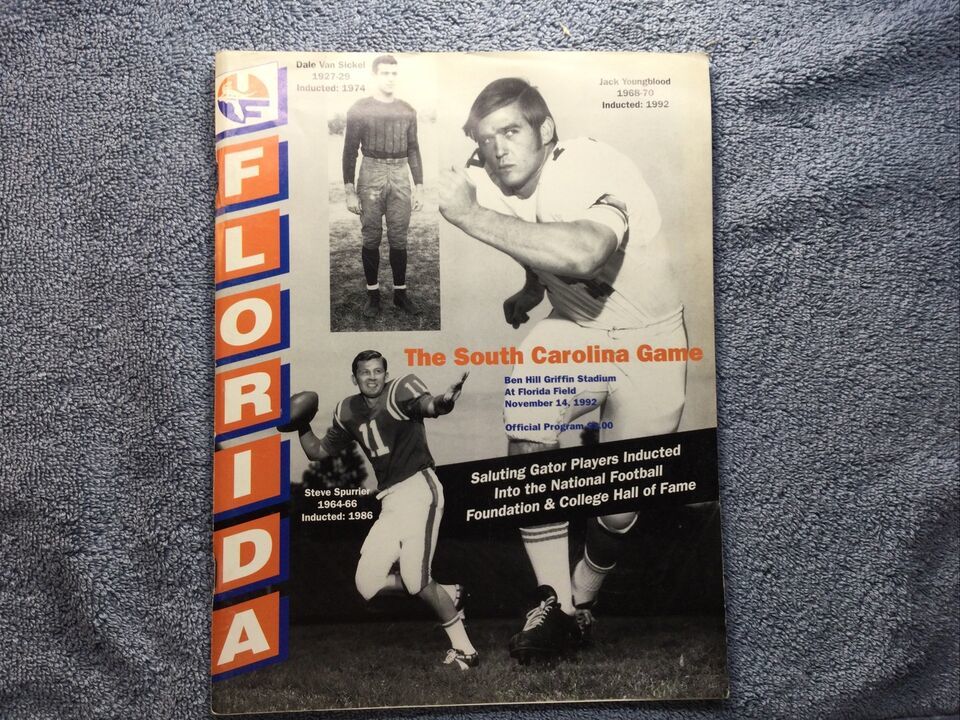 UF
FLORIDA
Dale Van Sickel
1927-29
Inducted: 1974
Jack Youngblood
1968-70
Inducted: 1992
The South Carolina Game
Ben Hill Griffin Stadium
At Florida Field
November 14, 1992
Official Program
11
Steve Spurrier
1964-66
Inducted: 1986
Saluting Gator Players Inducted
Into the National Football
Foundation & College Hall of Fame